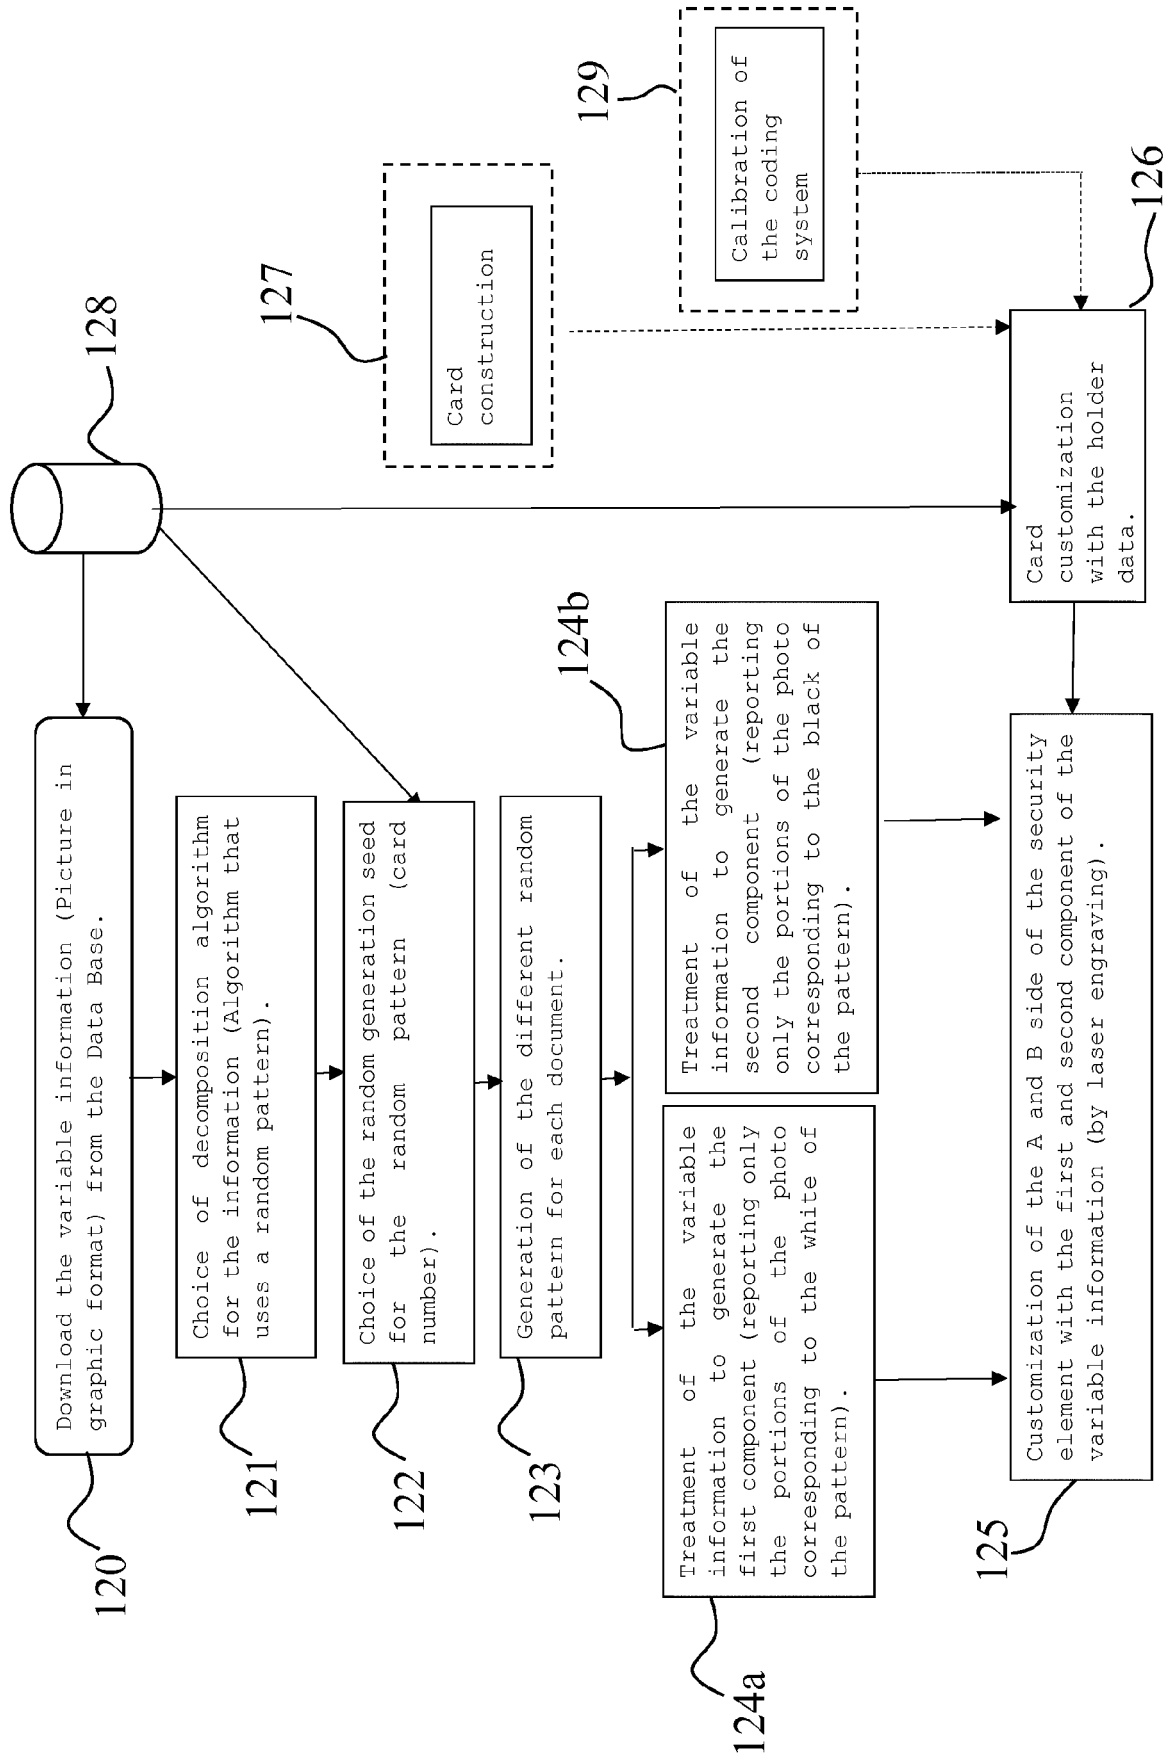 120
Download the variable information (Picture in
graphic format) from the Data Base.
128
121
Choice of decomposition algorithm
for the information (Algorithm that
uses a random pattern).
122
Choice of the random generation seed
for the random pattern (card
number).
123
Generation of the different random
pattern for each document.
127
Card
construction
129
Calibration of
the coding
system
124a
Treatment of the variable
information to generate the
first component (reporting only
the portions of the photo
corresponding to the white of
the pattern).
124b
Treatment of the variable
information to generate the
second component (reporting
only the portions of the photo
corresponding to the black of
the pattern).
126
Card
customization
with the holder
data.
125
Customization of the A and B side of the security
element with the first and second component of the
variable information (by laser engraving).